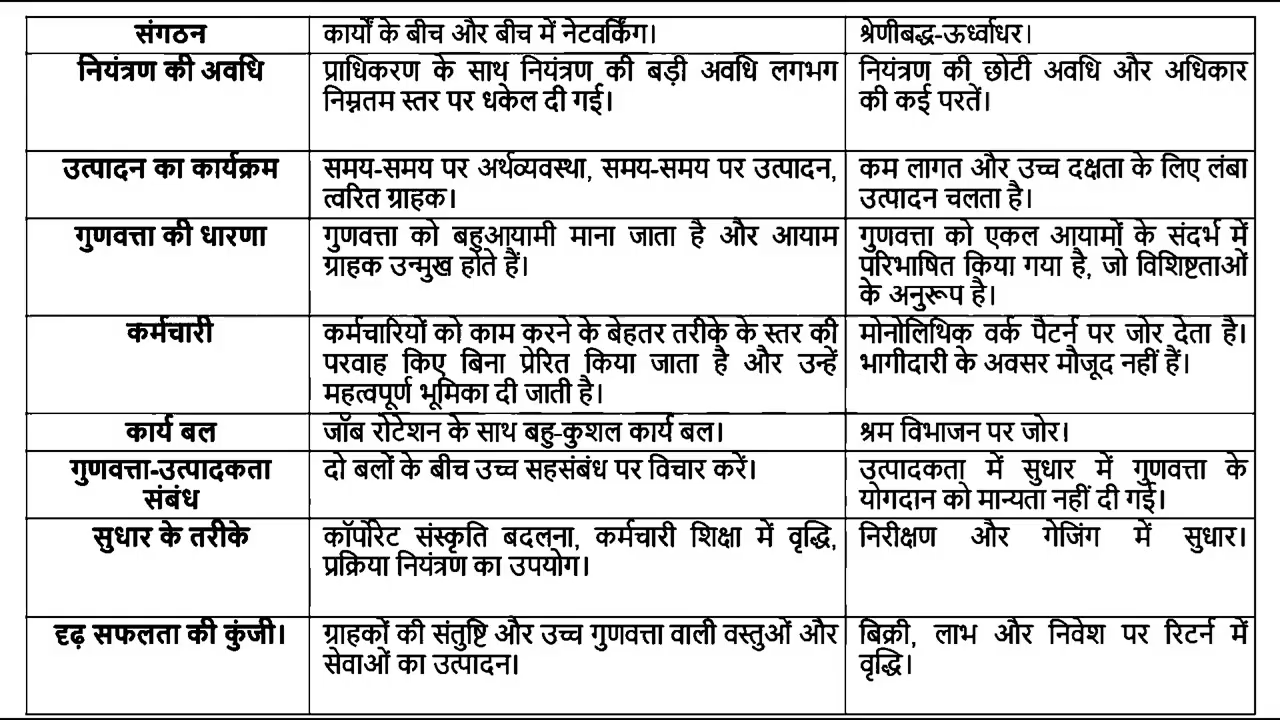 संगठन
कार्यों के बीच और बीच में नेटवर्किंग।
श्रेणीबद्ध-ऊर्ध्वाधर।
नियंत्रण की अवधि
प्राधिकरण के साथ नियंत्रण की बड़ी अवधि लगभग
निम्नतम स्तर पर धकेल दी गई।
नियंत्रण की छोटी अवधि और अधिकार
की कई परतें।
उत्पादन का कार्यक्रम
समय-समय पर अर्थव्यवस्था, समय-समय पर उत्पादन,
त्वरित ग्राहक।
कम लागत और उच्च दक्षता के लिए लंबा
उत्पादन चलता है।
गुणवत्ता की धारणा
गुणवत्ता को बहुआयामी माना जाता है और आयाम
ग्राहक उन्मुख होते हैं।
गुणवत्ता को एकल आयामों के संदर्भ में
परिभाषित किया गया है, जो विशिष्टताओं
के अनुरूप है।
कर्मचारी
कर्मचारियों को काम करने के बेहतर तरीके के स्तर की
परवाह किए बिना प्रेरित किया जाता है और उन्हें
महत्वपूर्ण भूमिका दी जाती है।
मोनोलिथिक वर्क पैटर्न पर जोर देता है।
भागीदारी के अवसर मौजूद नहीं हैं।
कार्य बल
जॉब रोटेशन के साथ बहु-कुशल कार्य बल।
श्रम विभाजन पर जोर।
गुणवत्ता-उत्पादकता
संबंध
दो बलों के बीच उच्च सहसंबंध पर विचार करें।
उत्पादकता में सुधार में गुणवत्ता के
योगदान को मान्यता नहीं दी गई।
सुधार के तरीके
कॉर्पोरेट संस्कृति बदलना, कर्मचारी शिक्षा में वृद्धि,
प्रक्रिया नियंत्रण का उपयोग।
निरीक्षण और गेजिंग में सुधार।
दृढ़ सफलता की कुंजी।
ग्राहकों की संतुष्टि और उच्च गुणवत्ता वाली वस्तुओं और
सेवाओं का उत्पादन।
बिक्री, लाभ और निवेश पर रिटर्न में
वृद्धि।